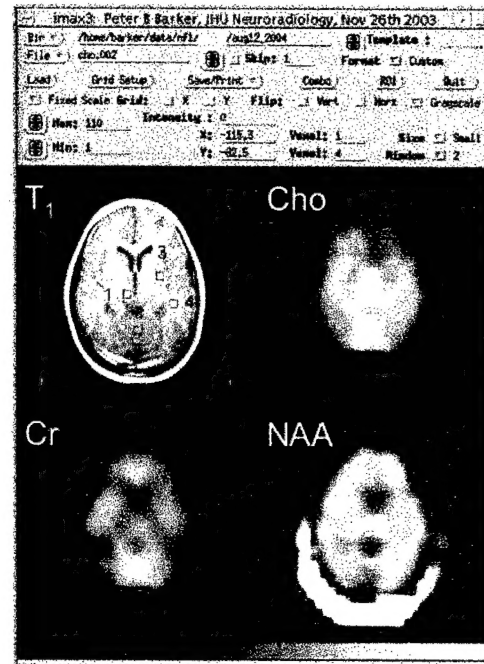 imax3: Peter B Barker, JHU Neuroradiology, Nov 26th 2003
Dir /home/barker/data/nf1/ /aug12_2004 Template :
File cho.002 Skip: 1 Format Custom
Load Grid Setup Save/Print Combo ROI Quit
Fixed Scale Grid: X Y Flip: Vert Horz Grayscale
Max: 110 Intensity : 0
X: -115.3 Voxel: 1 Size Small
Min: 1
Y: -82.5 Voxel: 4 Window 2
T1 Cho
3
1 4
Cr NAA